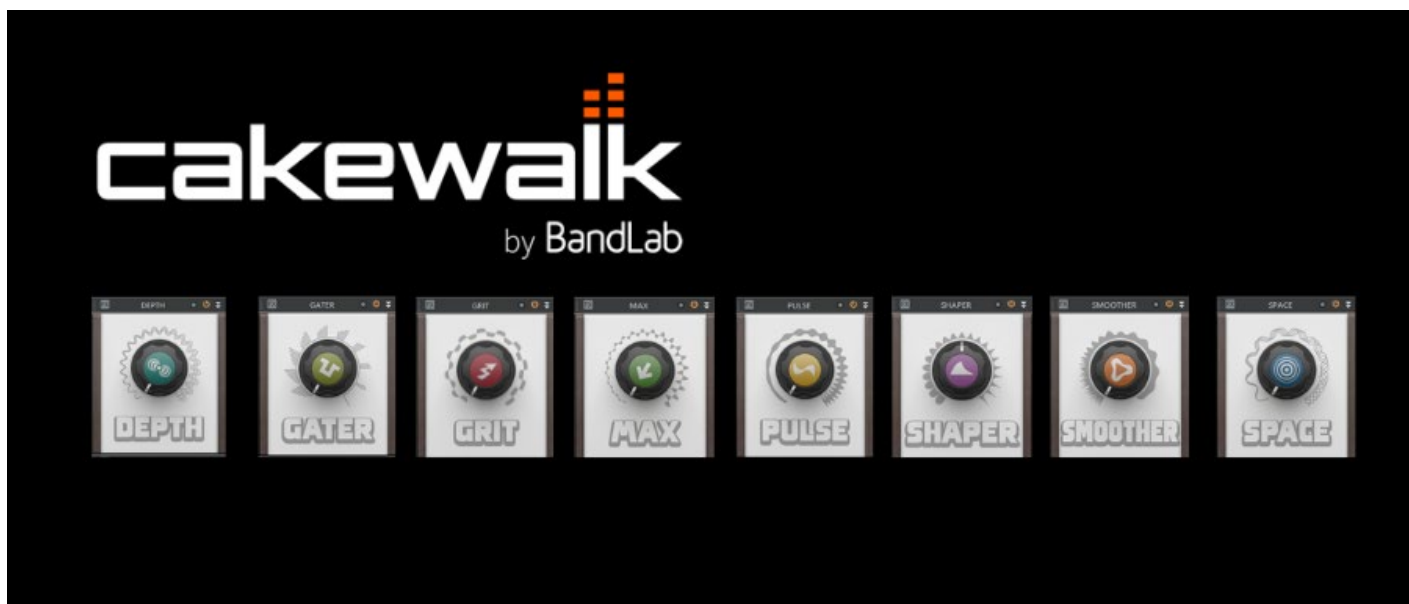 cakewalk
by BandLab
DEPTH
GATER
GRIT
MAX
PULSE
SHAPER
SMOOTHER
SPACE
DEPTH
GATER
GRIT
MAX
PULSE
SHAPER
SMOOTHER
SPACE